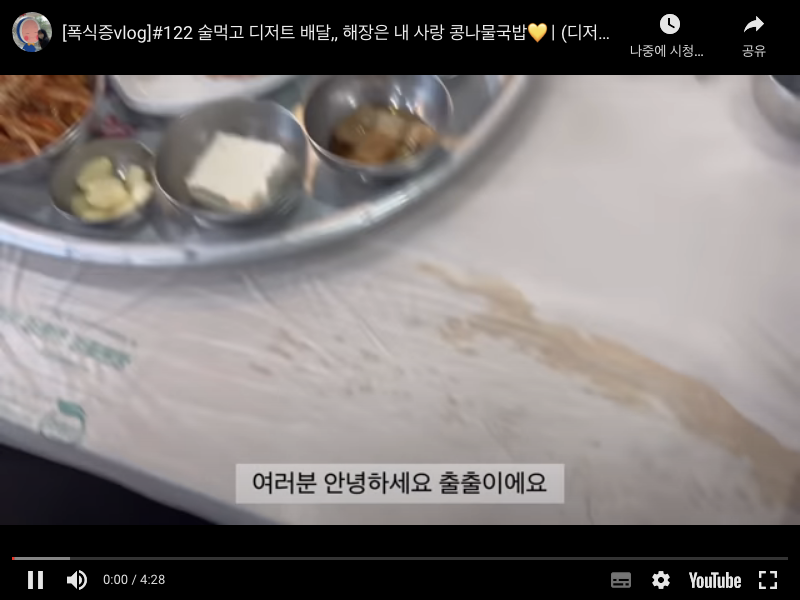 [폭식증vlog]#122 술먹고 디저트 배달,, 해장은 내 사랑 콩나물국밥💛 | (디저...
나중에 시청...
공유
여러분 안녕하세요 출출이에요
0:00 / 4:28
YouTube